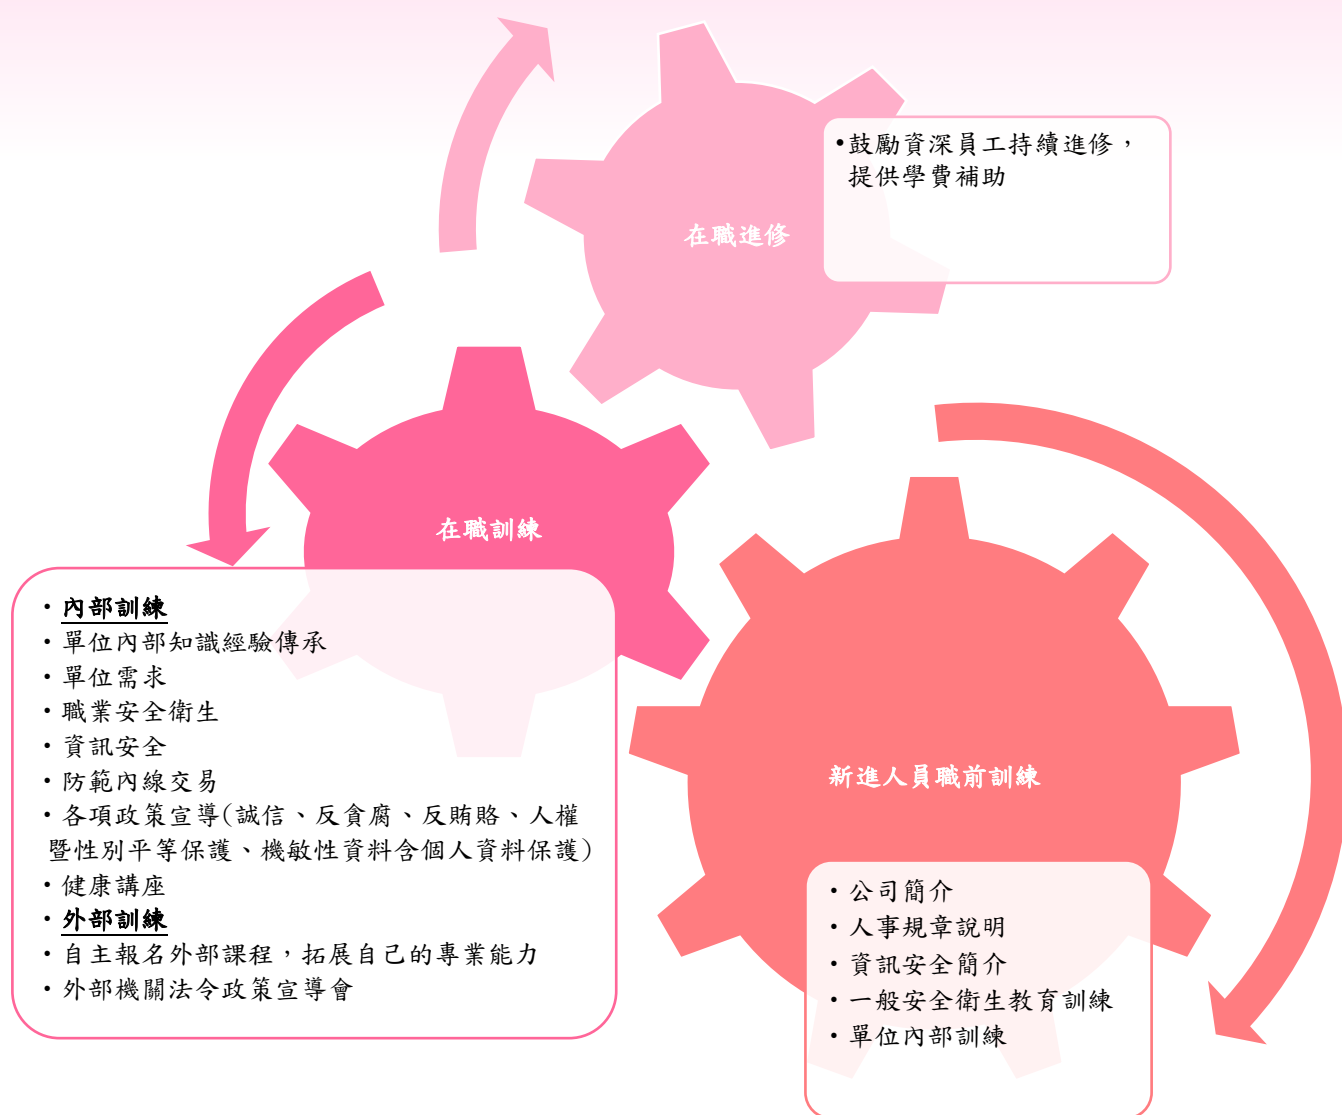 在職進修
•鼓勵資深員工持續進修，
提供學費補助
在職訓練
・內部訓練
・單位內部知識經驗傳承
・單位需求
・職業安全衛生
・資訊安全
・防範內線交易
・各項政策宣導(誠信、反貪腐、反賄賂、人權
暨性別平等保護、機敏性資料含個人資料保護)
・健康講座
・外部訓練
・自主報名外部課程，拓展自己的專業能力
・外部機關法令政策宣導會
新進人員職前訓練
・公司簡介
・人事規章說明
・資訊安全簡介
・一般安全衛生教育訓練
・單位內部訓練